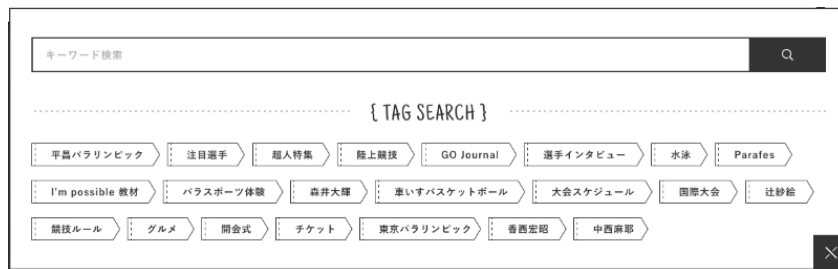 キーワード検索
{ TAG SEARCH }
平昌パラリンピック 注目選手 超人特集 陸上競技 GO Journal 選手インタビュー 水泳 Parafes
I'm possible 教材 パラスポーツ体験 森井大輝 車いすバスケットボール 大会スケジュール 国際大会 辻紗絵
競技ルール グルメ 開会式 チケット 東京パラリンピック 香西宏昭 中西麻耶